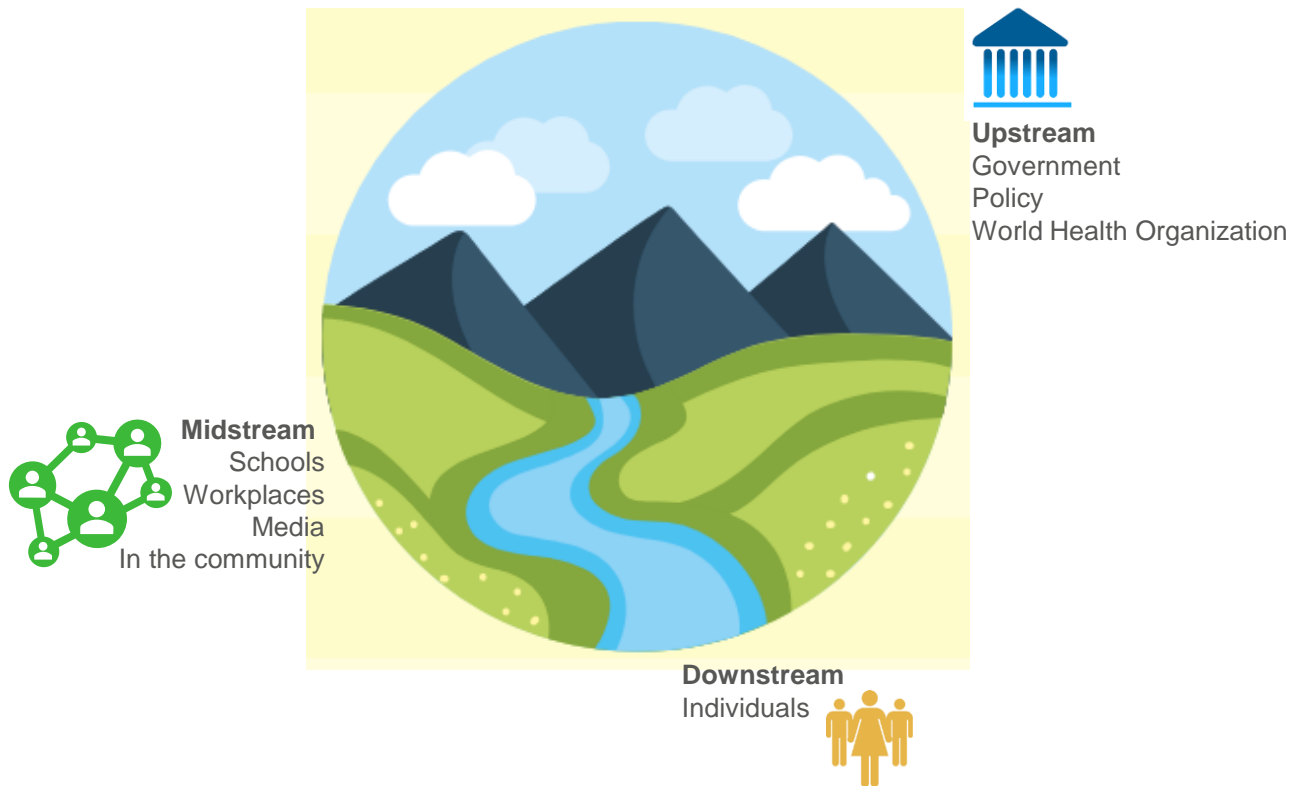 Upstream
Government
Policy
World Health Organization
Midstream
Schools
Workplaces
Media
In the community
Downstream
Individuals